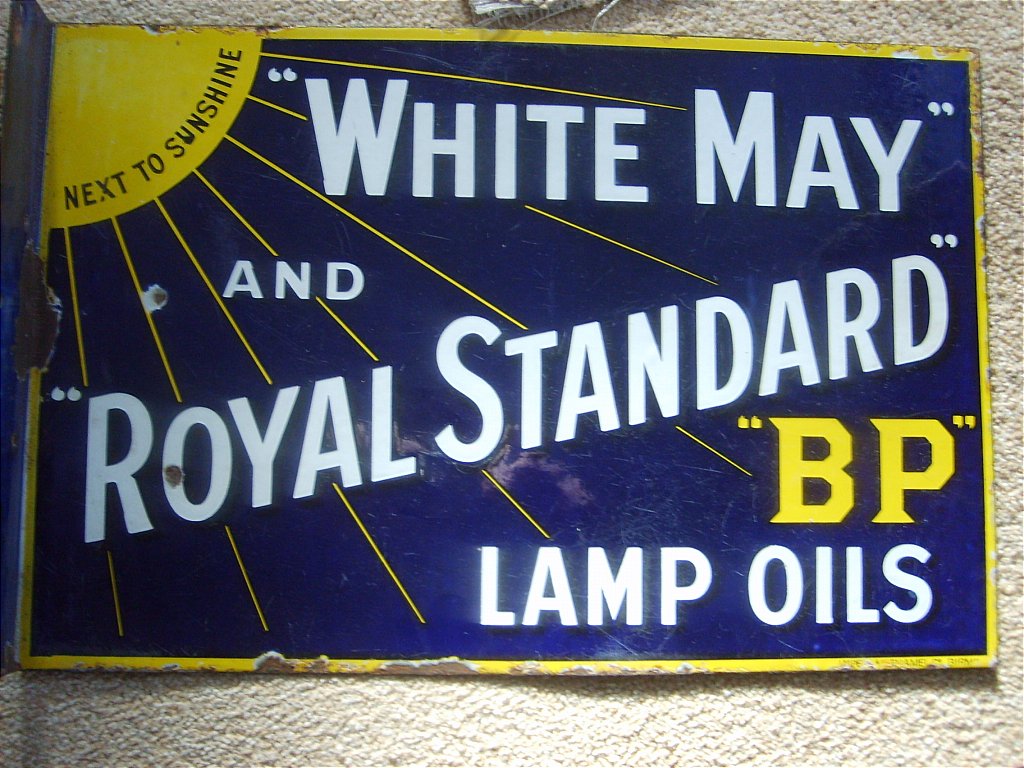 NEXT TO SUNSHINE
“WHITE MAY”
AND
“ROYAL STANDARD”
“BP”
LAMP OILS